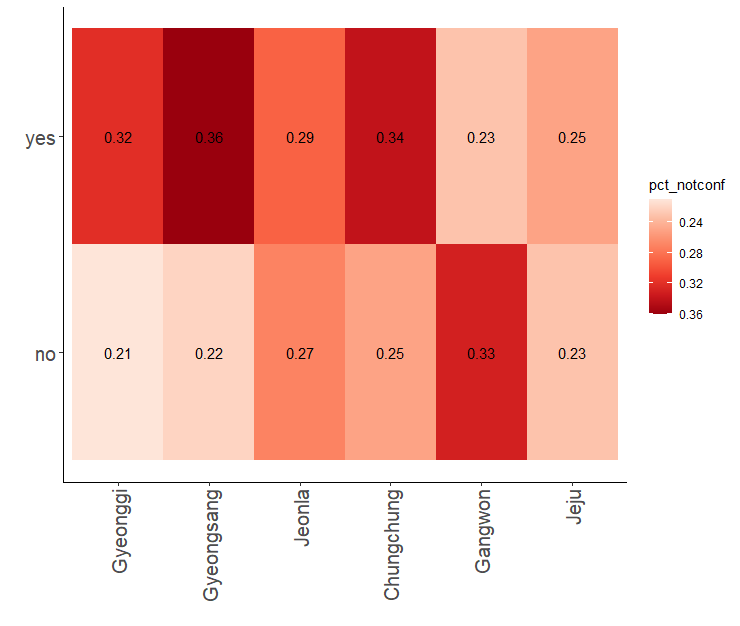 yes
0.32 0.36 0.29 0.34 0.23 0.25
no
0.21 0.22 0.27 0.25 0.33 0.23
Gyeonggi
Gyeongsang
Jeonla
Chungchung
Gangwon
Jeju
pct_notconf
0.24
0.28
0.32
0.36